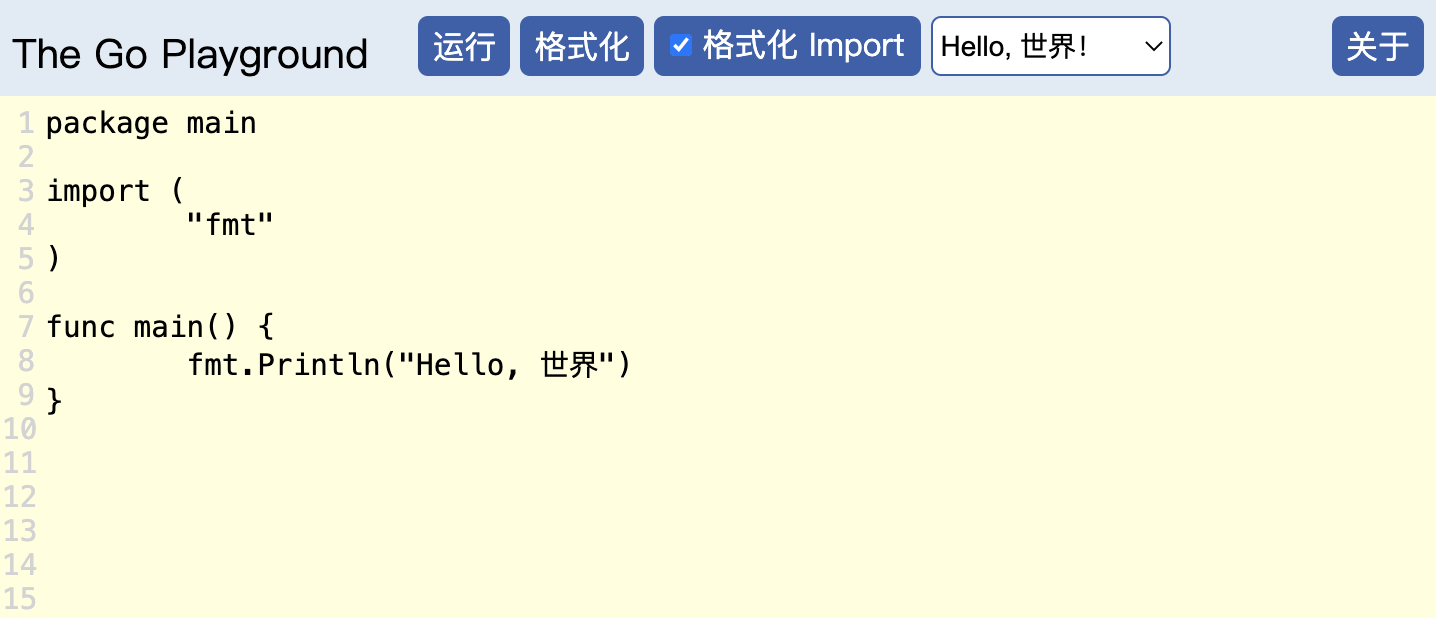 The Go Playground 运行 格式化 格式化 Import Hello, 世界! 关于
1 package main
2
3 import (
4 "fmt"
5 )
6
7 func main() {
8 fmt.Println("Hello, 世界")
9 }
10
11
12
13
14
15